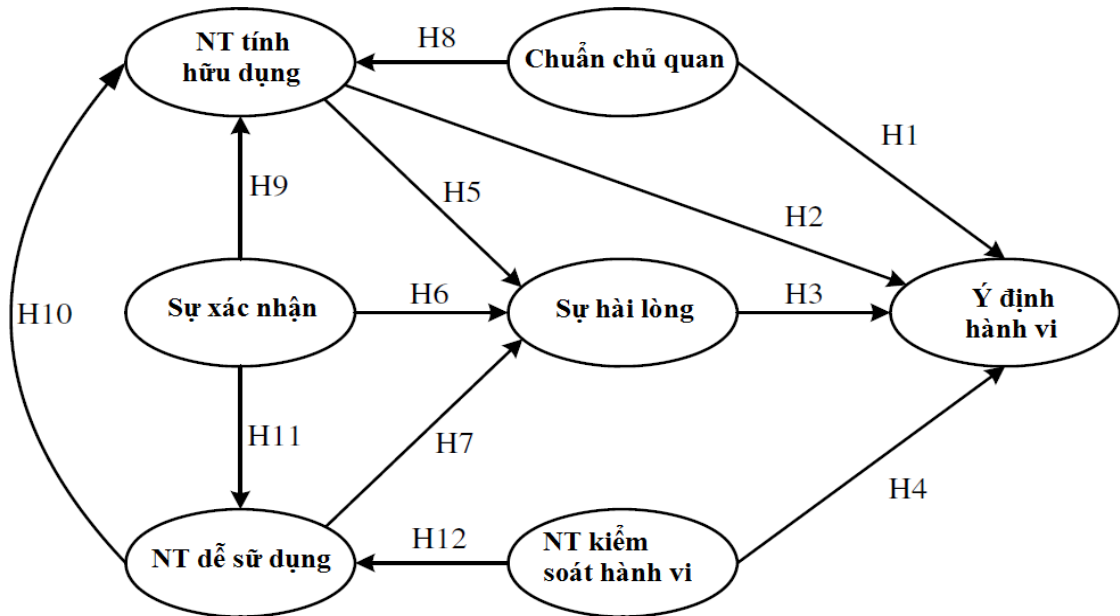 NT tính
hữu dụng
H8
Chuẩn chủ quan
H1
H9
H5
H2
Sự xác nhận
H6
Sự hài lòng
H3
Ý định
hành vi
H10
H11
H7
H4
NT dễ sữ dụng
H12
NT kiểm
soát hành vi